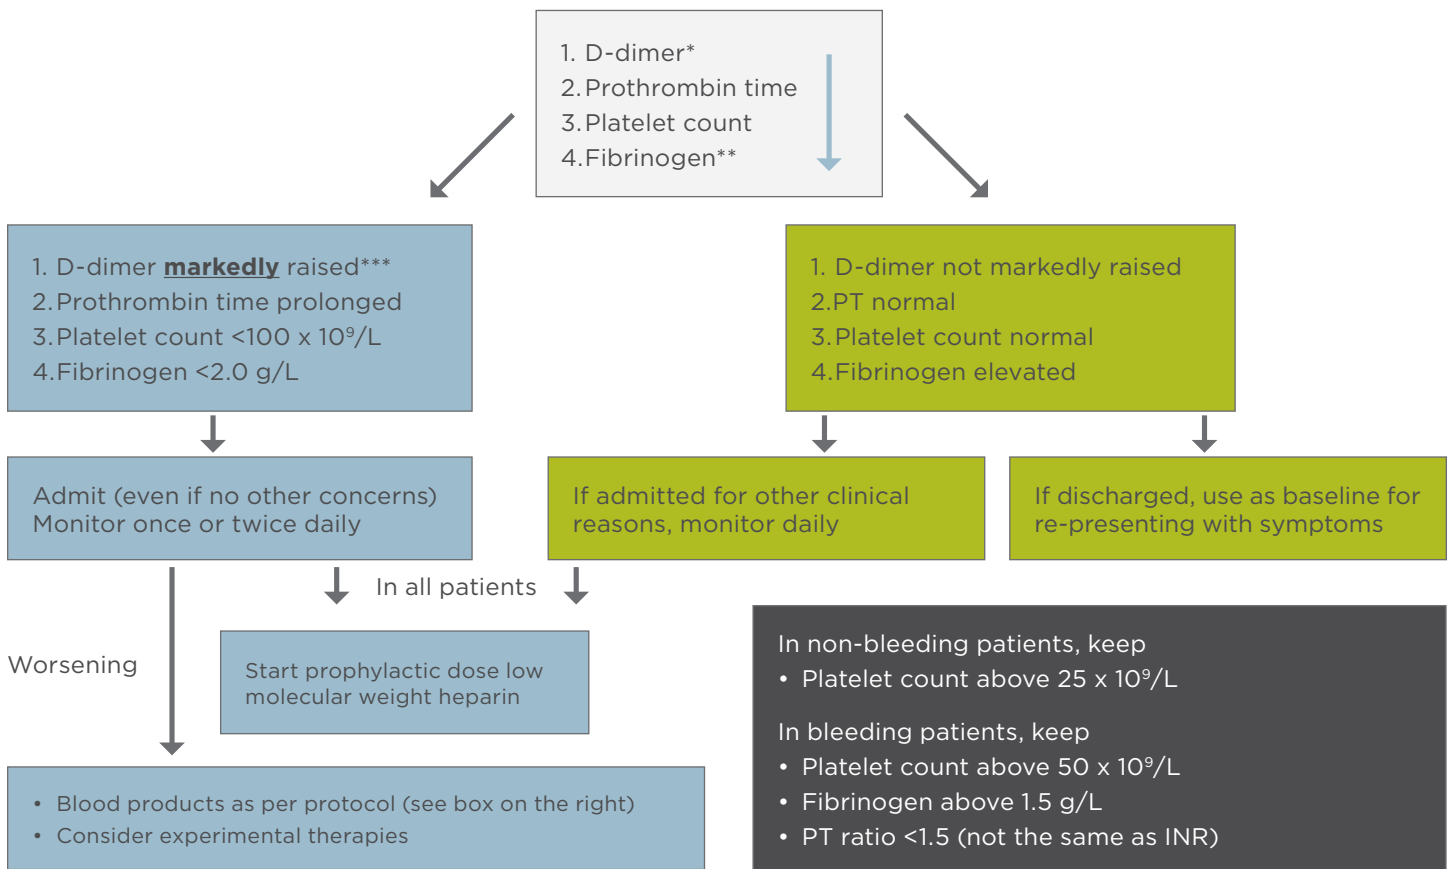 1. D-dimer*
2.Prothrombin time
3.Platelet count
4.Fibrinogen**
1. D-dimer markedly raised***
2.Prothrombin time prolonged
3.Platelet count <100 x 10⁹/L
4.Fibrinogen <2.0 g/L
1. D-dimer not markedly raised
2.PT normal
3.Platelet count normal
4.Fibrinogen elevated
Admit (even if no other concerns)
Monitor once or twice daily
If admitted for other clinical
reasons, monitor daily
If discharged, use as baseline for
re-presenting with symptoms
In all patients
Worsening
Start prophylactic dose low
molecular weight heparin
• Blood products as per protocol (see box on the right)
• Consider experimental therapies
In non-bleeding patients, keep
• Platelet count above 25 x 10⁹/L
In bleeding patients, keep
• Platelet count above 50 x 10⁹/L
• Fibrinogen above 1.5 g/L
• PT ratio <1.5 (not the same as INR)